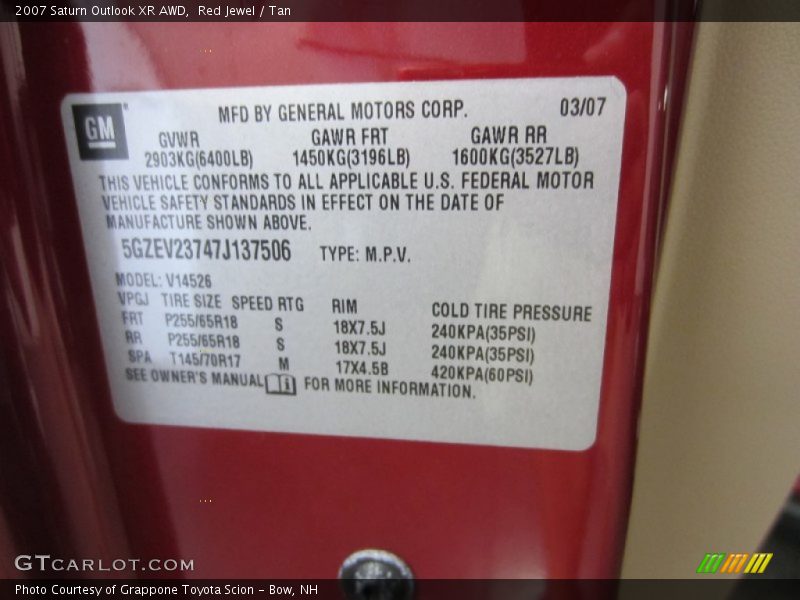 2007 Saturn Outlook XR AWD, Red Jewel / Tan
GM
MFD BY GENERAL MOTORS CORP. 03/07
GVWR GAWR FRT GAWR RR
2903KG(6400LB) 1450KG(3196LB) 1600KG(3527LB)
THIS VEHICLE CONFORMS TO ALL APPLICABLE U.S. FEDERAL MOTOR
VEHICLE SAFETY STANDARDS IN EFFECT ON THE DATE OF
MANUFACTURE SHOWN ABOVE.
5GZEV23747J137506 TYPE: M.P.V.
MODEL: V14526
VPGJ TIRE SIZE SPEED RTG RIM COLD TIRE PRESSURE
FRT P255/65R18 S 18X7.5J 240KPA(35PSI)
RR P255/65R18 S 18X7.5J 240KPA(35PSI)
SPA T145/70R17 M 17X4.5B 420KPA(60PSI)
SEE OWNER'S MANUAL FOR MORE INFORMATION.
GTCARLOT.COM
Photo Courtesy of Grappone Toyota Scion - Bow, NH